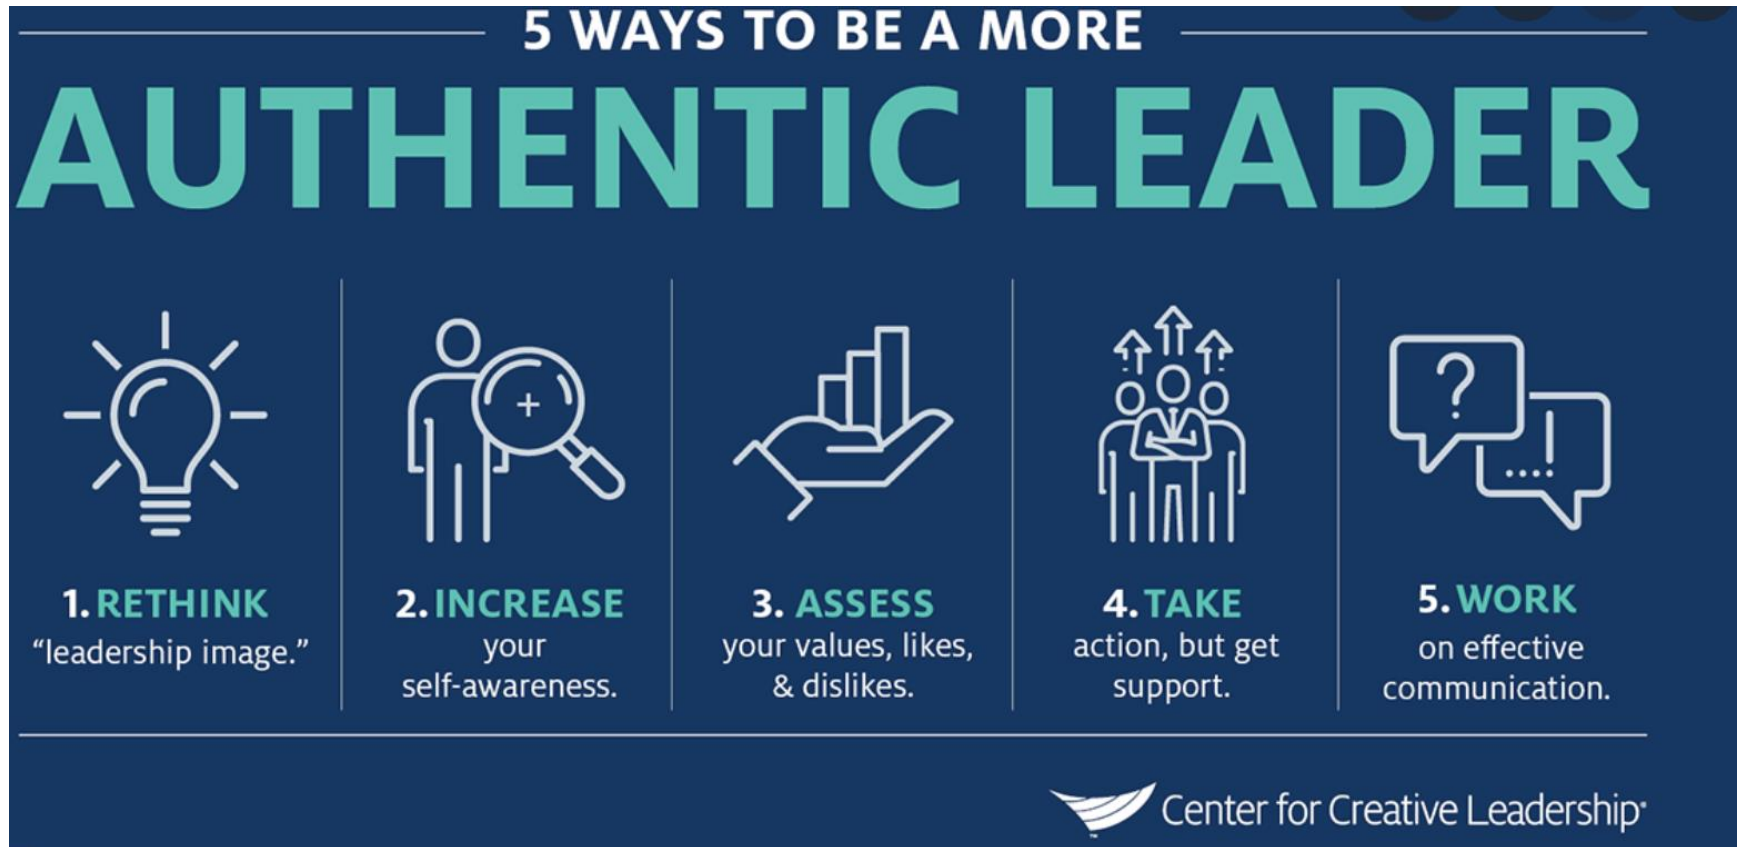 5 WAYS TO BE A MORE
AUTHENTIC LEADER
1. RETHINK
“leadership image.”
2. INCREASE
your
self-awareness.
3. ASSESS
your values, likes,
& dislikes.
4. TAKE
action, but get
support.
5. WORK
on effective
communication.
Center for Creative Leadership®